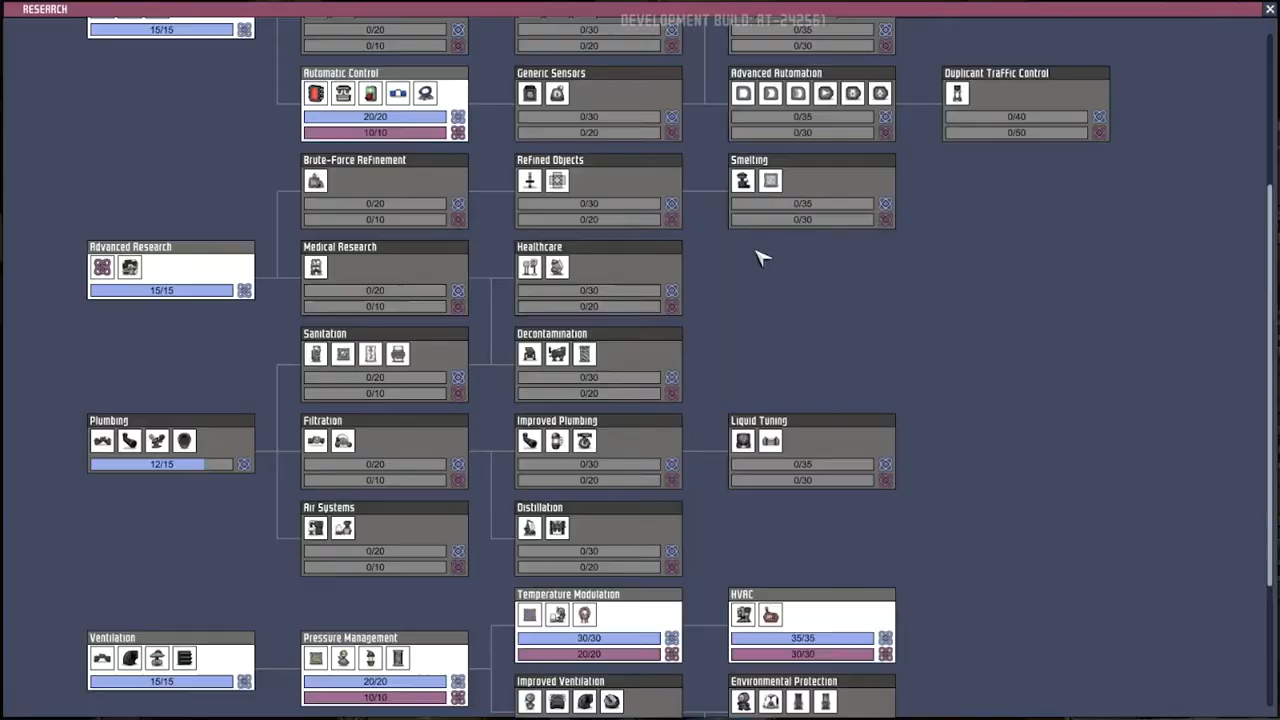 RESEARCH
DEVELOPMENT BUILD: AT-242561
15/15
0/20
0/10
0/30
0/20
0/35
0/30
Automatic Control
20/20
10/10
Generic Sensors
0/30
0/20
Advanced Automation
0/35
0/30
Duplicant Traffic Control
0/40
0/50
Brute-Force Refinement
0/20
0/10
Refined Objects
0/30
0/20
Smelting
0/35
0/30
Advanced Research
15/15
Medical Research
0/20
0/10
Healthcare
0/30
0/20
Sanitation
0/20
0/10
Decontamination
0/30
0/20
Plumbing
12/15
Filtration
0/20
0/10
Improved Plumbing
0/30
0/20
Liquid Tuning
0/35
0/30
Air Systems
0/20
0/10
Distillation
0/30
0/20
Temperature Modulation
30/30
20/20
HVAC
35/35
30/30
Ventilation
15/15
Pressure Management
20/20
10/10
Improved Ventilation
Environmental Protection